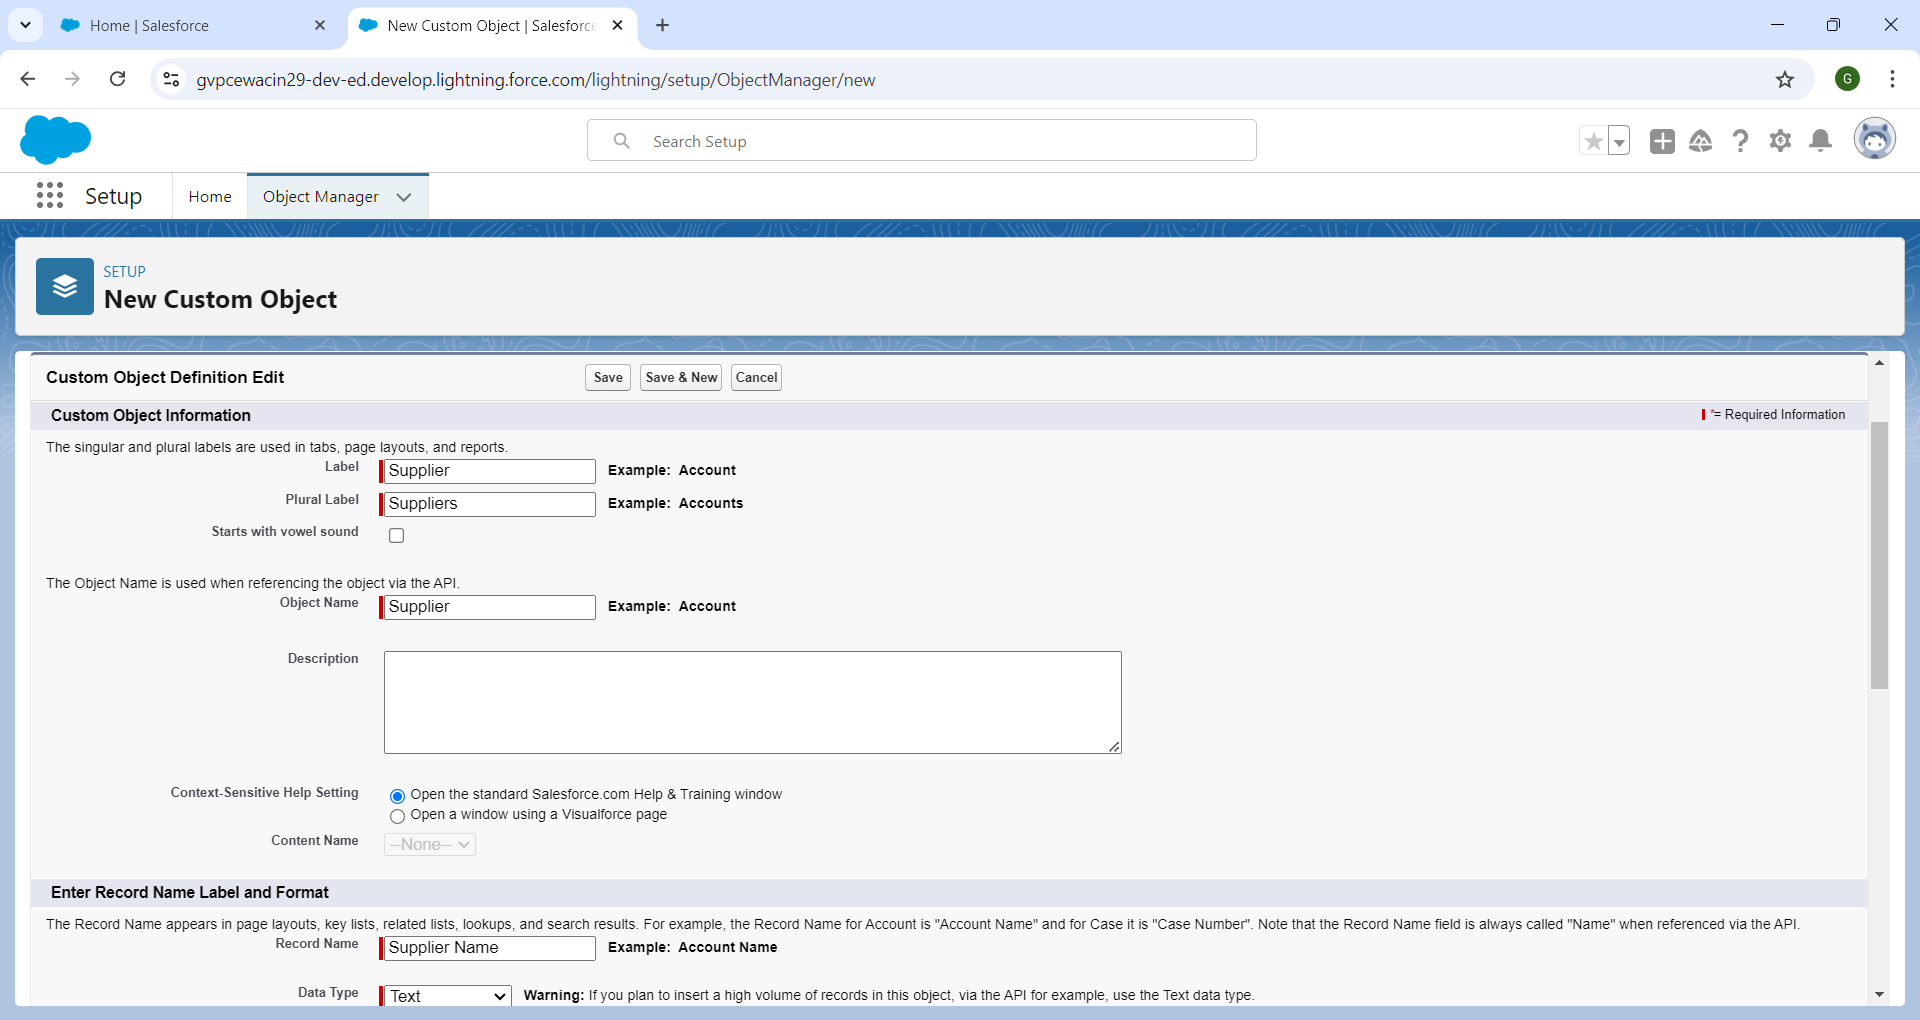 Home | Salesforce
New Custom Object | Salesforce
gvpcewacin29-dev-ed.develop.lightning.force.com/lightning/setup/ObjectManager/new
G
Search Setup
Setup
Home
Object Manager
SETUP
New Custom Object
Custom Object Definition Edit
Save
Save & New
Cancel
Custom Object Information
*= Required Information
The singular and plural labels are used in tabs, page layouts, and reports.
Label
Supplier
Example: Account
Plural Label
Suppliers
Example: Accounts
Starts with vowel sound
The Object Name is used when referencing the object via the API.
Object Name
Supplier
Example: Account
Description
Context-Sensitive Help Setting
Open the standard Salesforce.com Help & Training window
Open a window using a Visualforce page
Content Name
--None--
Enter Record Name Label and Format
The Record Name appears in page layouts, key lists, related lists, lookups, and search results. For example, the Record Name for Account is "Account Name" and for Case it is "Case Number". Note that the Record Name field is always called "Name" when referenced via the API.
Record Name
Supplier Name
Example: Account Name
Data Type
Text
Warning: If you plan to insert a high volume of records in this object, via the API for example, use the Text data type.